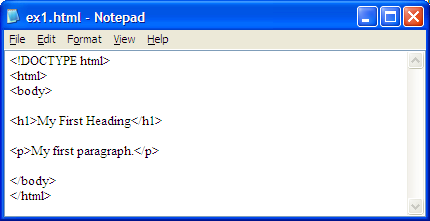 ex1.html - Notepad
File Edit Format View Help
<!DOCTYPE html>
<html>
<body>
<h1>My First Heading</h1>
<p>My first paragraph.</p>
</body>
</html>